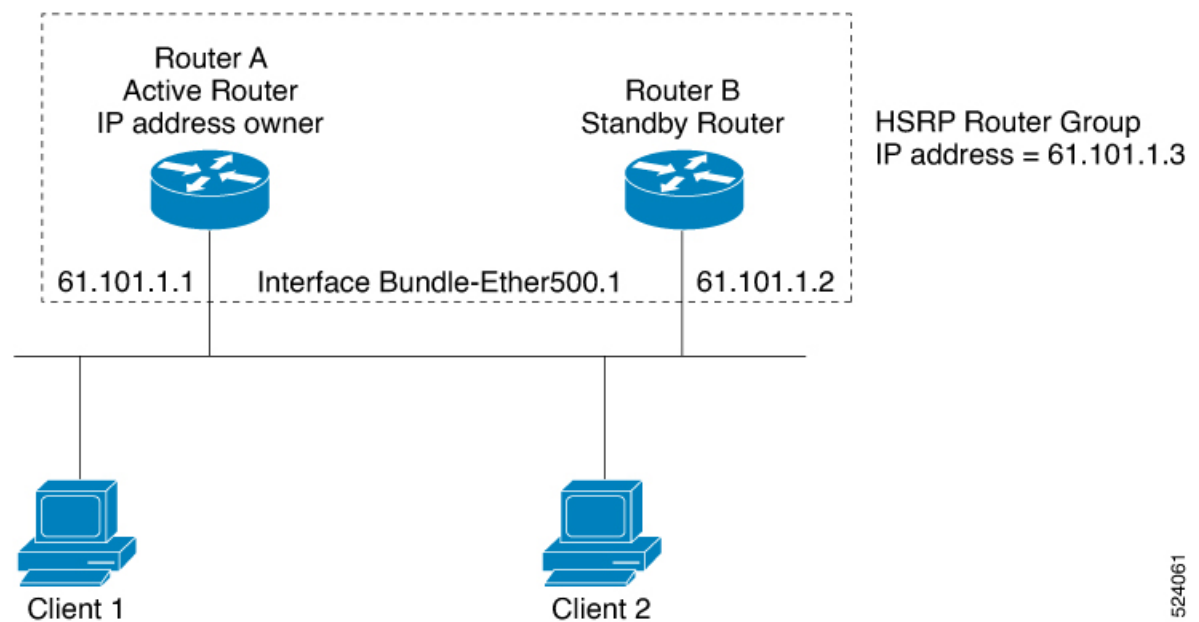 Router A
Active Router
IP address owner
Router B
Standby Router
HSRP Router Group
IP address = 61.101.1.3
61.101.1.1
Interface Bundle-Ether500.1
61.101.1.2
Client 1
Client 2
524061